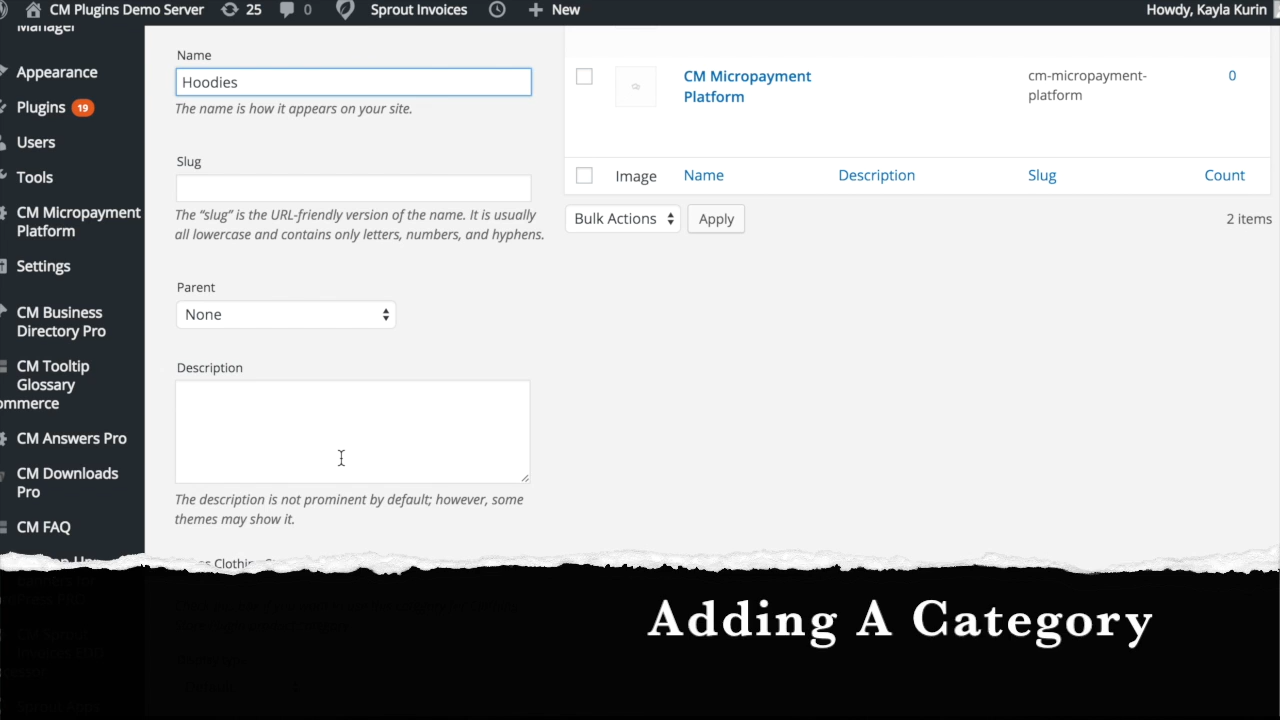 CM Plugins Demo Server 25 0 Sprout Invoices New Howdy, Kayla Kurin
Manager
Appearance
Plugins 19
Users
Tools
CM Micropayment
Platform
Settings
CM Business
Directory Pro
CM Tooltip
Glossary
ommerce
CM Answers Pro
CM Downloads
Pro
CM FAQ
Name
Hoodies
The name is how it appears on your site.
Slug
The “slug” is the URL-friendly version of the name. It is usually
all lowercase and contains only letters, numbers, and hyphens.
Parent
None
Description
The description is not prominent by default; however, some
themes may show it.
CM Micropayment
Platform
cm-micropayment-
platform
0
Image Name Description Slug Count
Bulk Actions Apply 2 items
Adding A Category